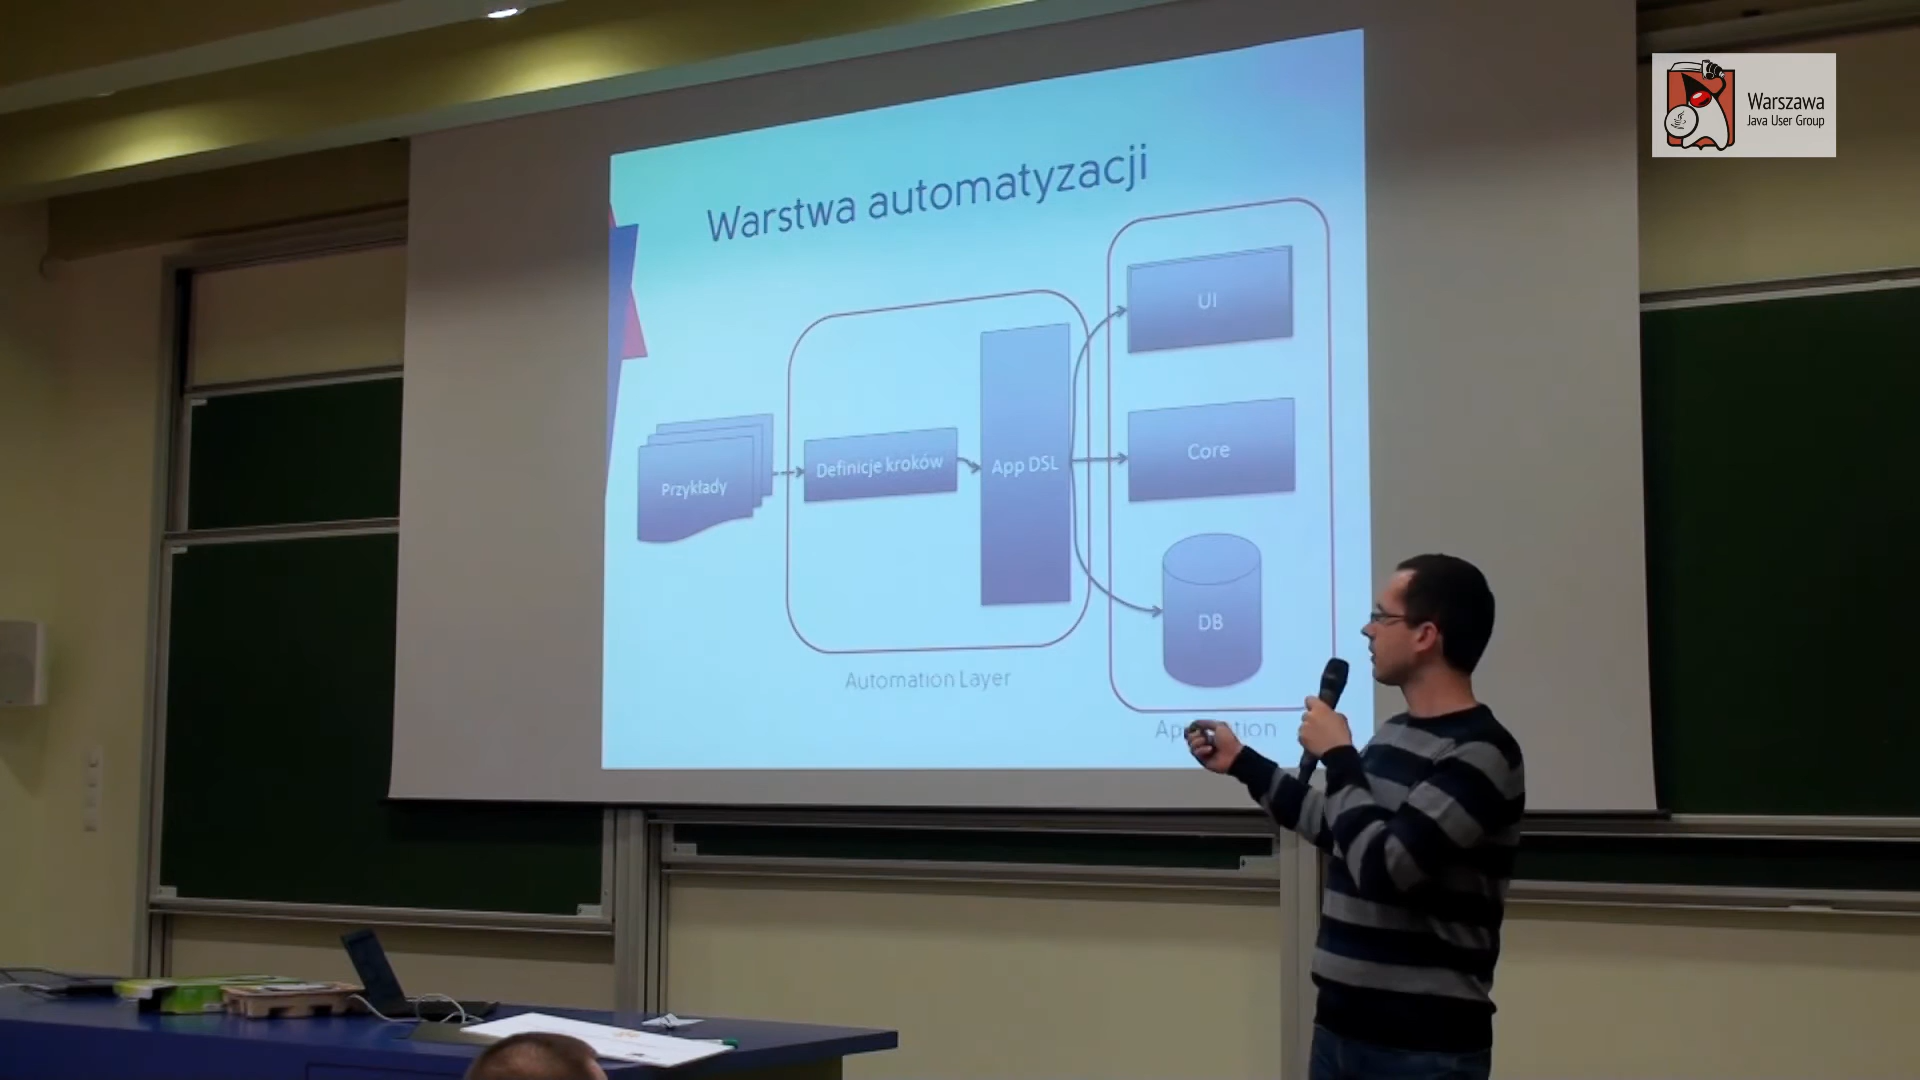 Warszawa
Java User Group
Warstwa automatyzacji
UI
Przykłady
Definicje kroków
App DSL
Core
DB
Automation Layer